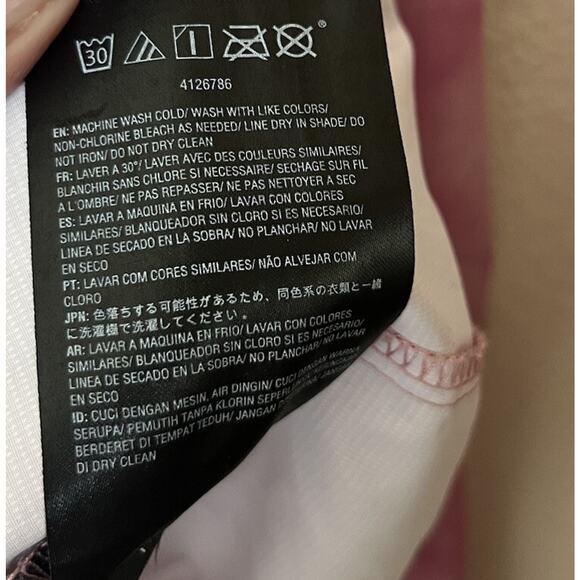 30
4126786
EN: MACHINE WASH COLD/ WASH WITH LIKE COLORS/
NON-CHLORINE BLEACH AS NEEDED/ LINE DRY IN SHADE/ DO
NOT IRON/ DO NOT DRY CLEAN
FR: LAVER A 30°/ LAVER AVEC DES COULEURS SIMILAIRES/
BLANCHIR SANS CHLORE SI NECESSAIRE/ SECHAGE SUR FIL
A L'OMBRE/ NE PAS REPASSER/ NE PAS NETTOYER A SEC
ES: LAVAR A MAQUINA EN FRIO/ LAVAR CON COLORES
SIMILARES/ BLANQUEADOR SIN CLORO SI ES NECESARIO/
LINEA DE SECADO EN LA SOBRA/ NO PLANCHAR/ NO LAVAR
EN SECO
PT: LAVAR COM CORES SIMILARES/ NÃO ALVEJAR COM
CLORO
JPN: 色落ちする可能性があるため、同色系の衣類と一緒
に洗濯機で洗濯してください。
AR: LAVAR A MAQUINA EN FRIO/ LAVAR CON COLORES
SIMILARES/ BLANQUEADOR SIN CLORO SI ES NECESARIO/
LINEA DE SECADO EN LA SOBRA/ NO PLANCHAR/ NO LAVAR
EN SECO
ID: CUCI DENGAN MESIN, AIR DINGIN/ CUCI DENGAN WARNA
SERUPA/ PEMUTIH TANPA KLORIN SEPERLUNYA/
BERDERET DI TEMPAT TEDUH/ JANGAN
DI DRY CLEAN